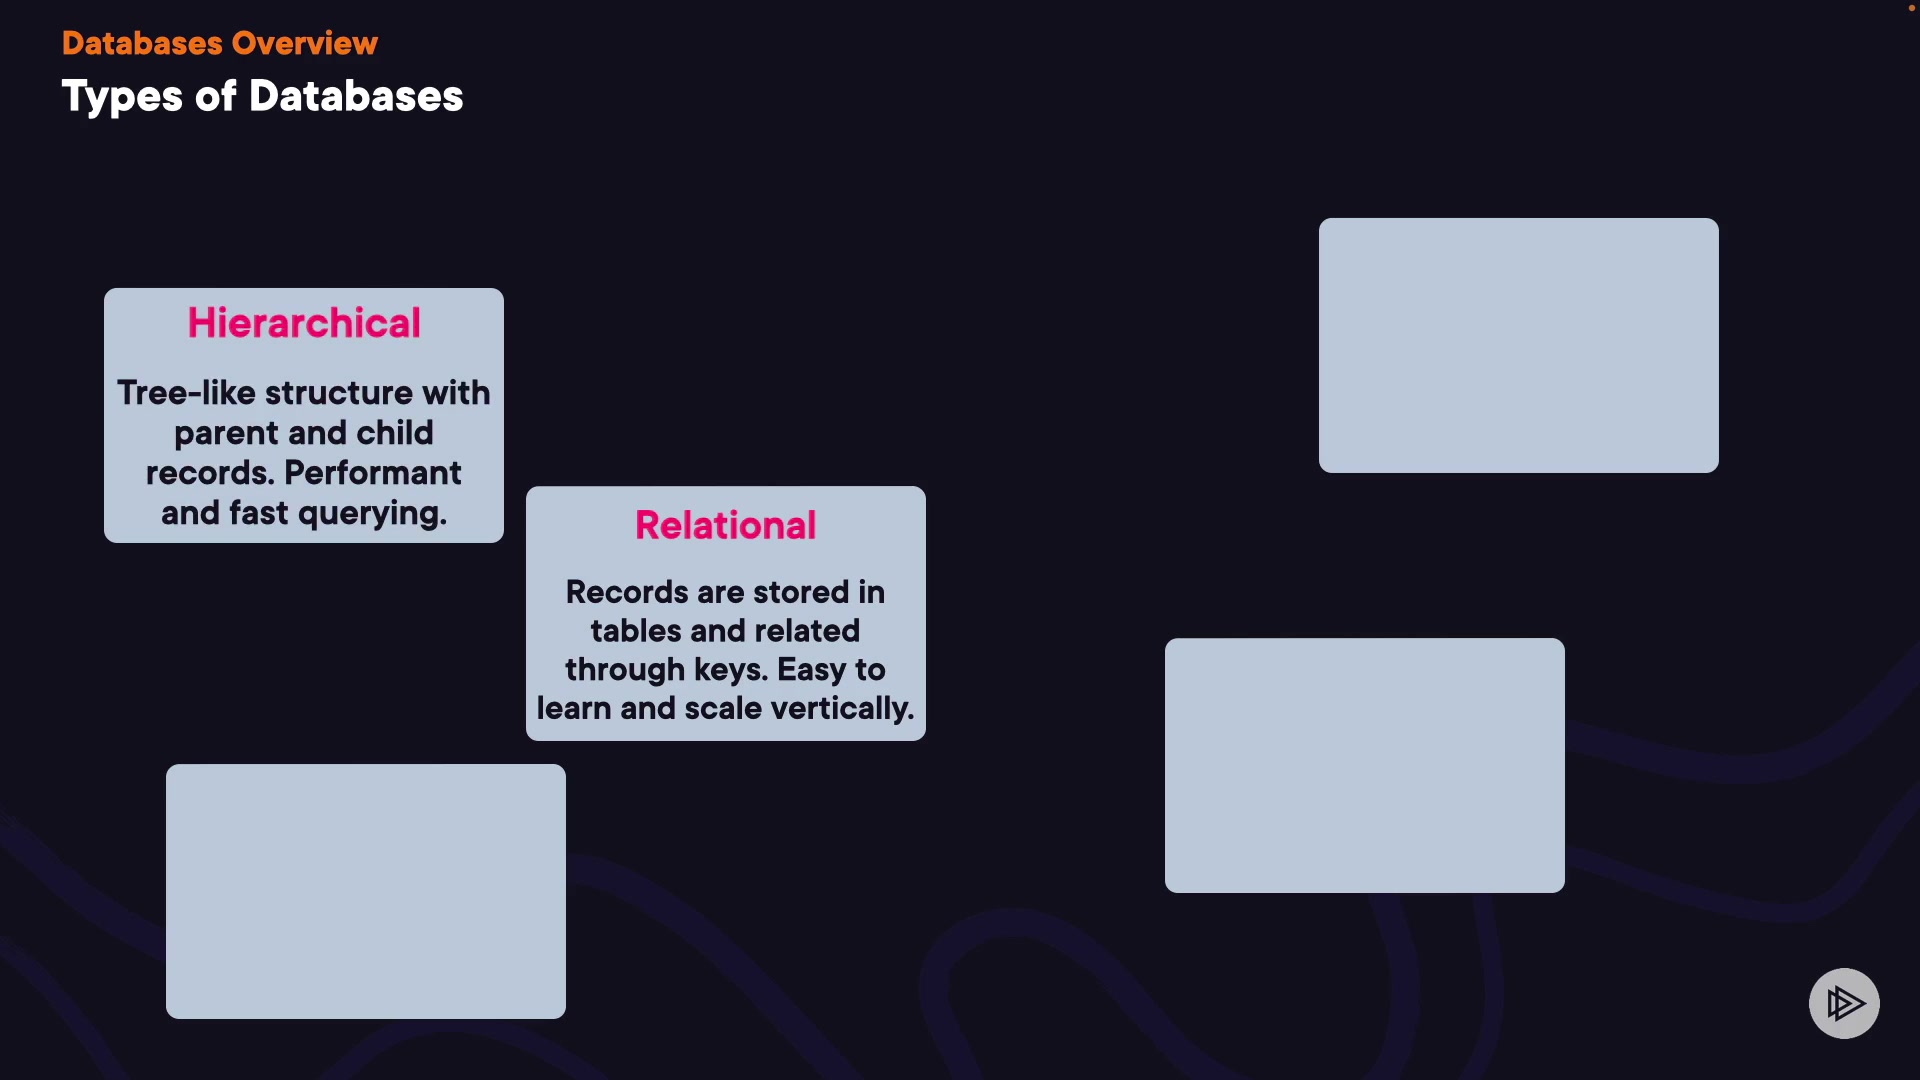 Databases Overview
Types of Databases
Hierarchical
Tree-like structure with
parent and child
records. Performant
and fast querying.
Relational
Records are stored in
tables and related
through keys. Easy to
learn and scale vertically.